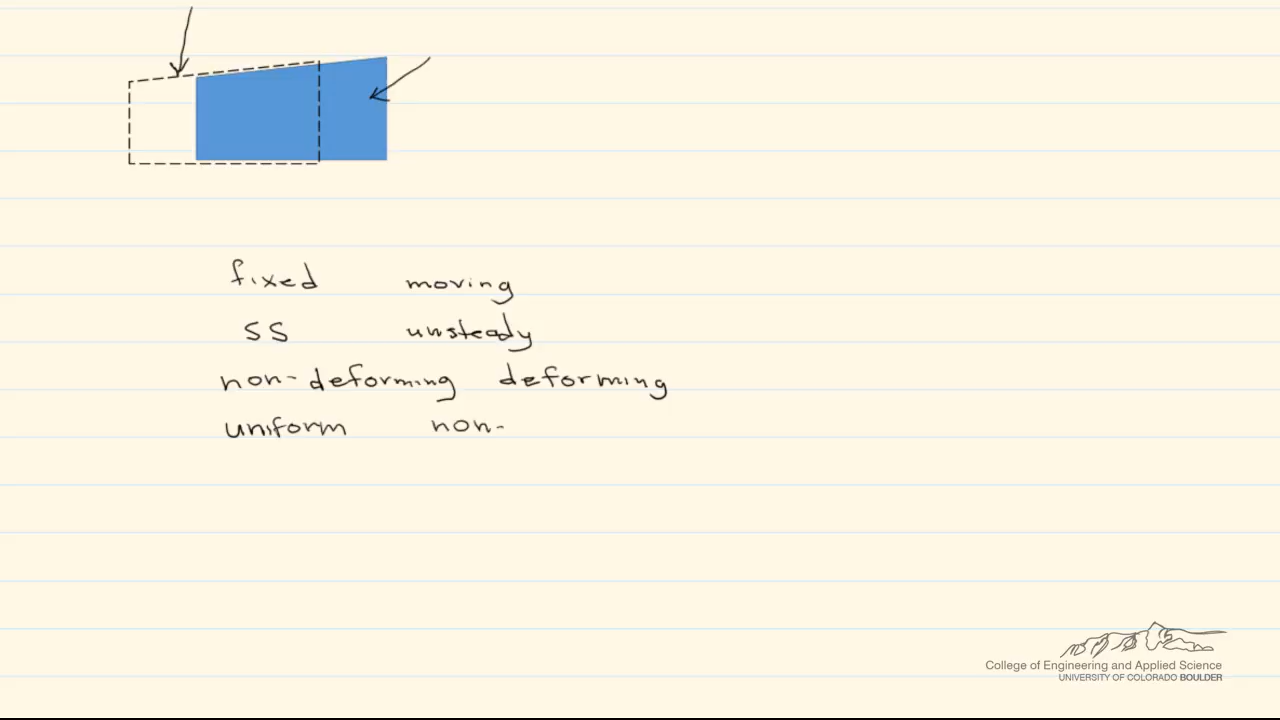 fixed moving
SS unsteady
non-deforming deforming
uniform non-
College of Engineering and Applied Science
UNIVERSITY OF COLORADO BOULDER